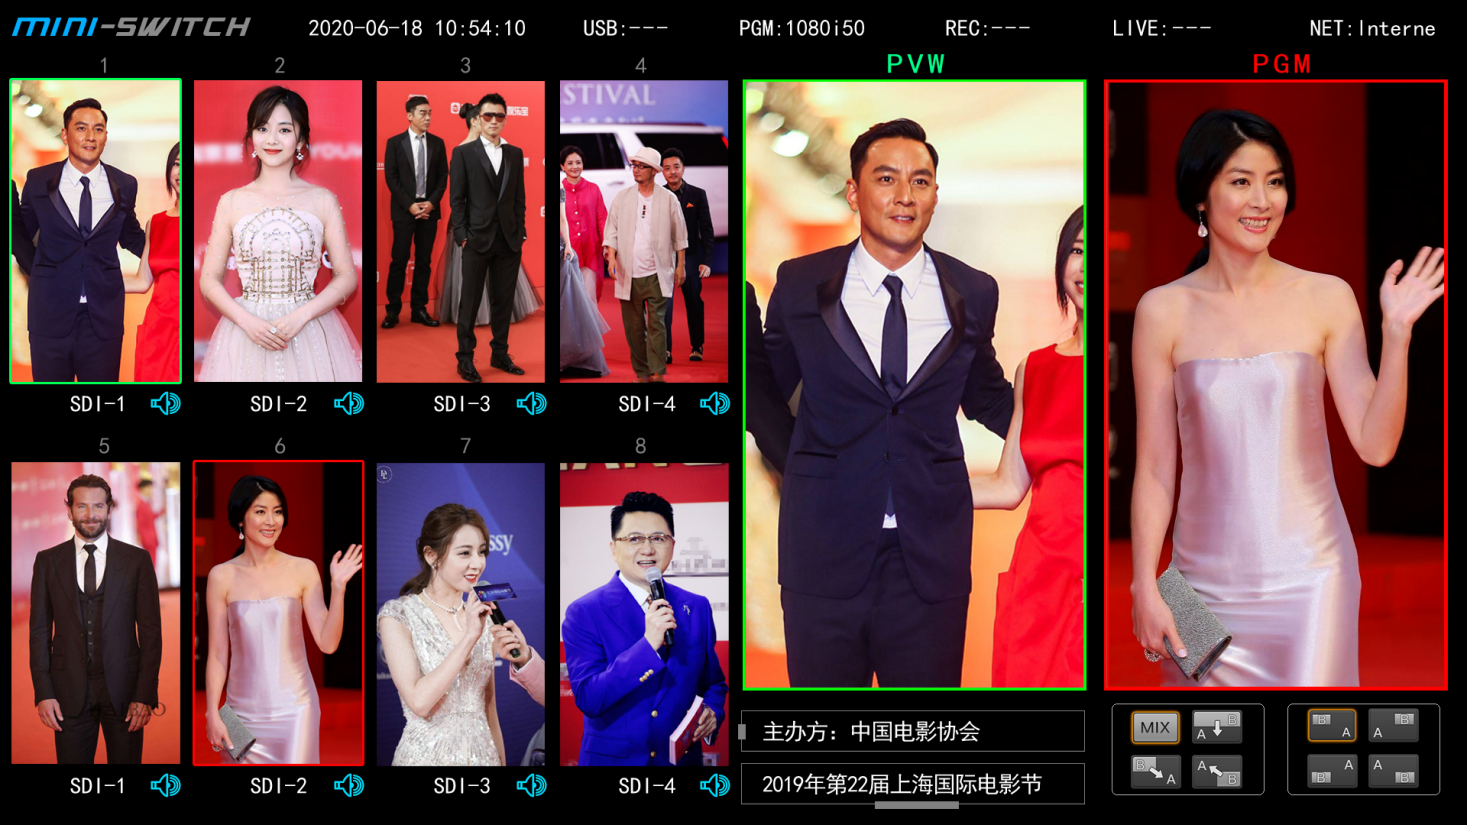 MINI-SWITCH 2020-06-18 10:54:10 USB:--- PGM:1080i50 REC:--- LIVE:--- NET:Interne
1 2 3 4 PVW PGM
STIVAL
SDI-1 SDI-2 SDI-3 SDI-4
5 6 7 8
ssy
SDI-1 SDI-2 SDI-3 SDI-4
主办方：中国电影协会
2019年第22届上海国际电影节
MIX A B B A A B
B A A B B A A B